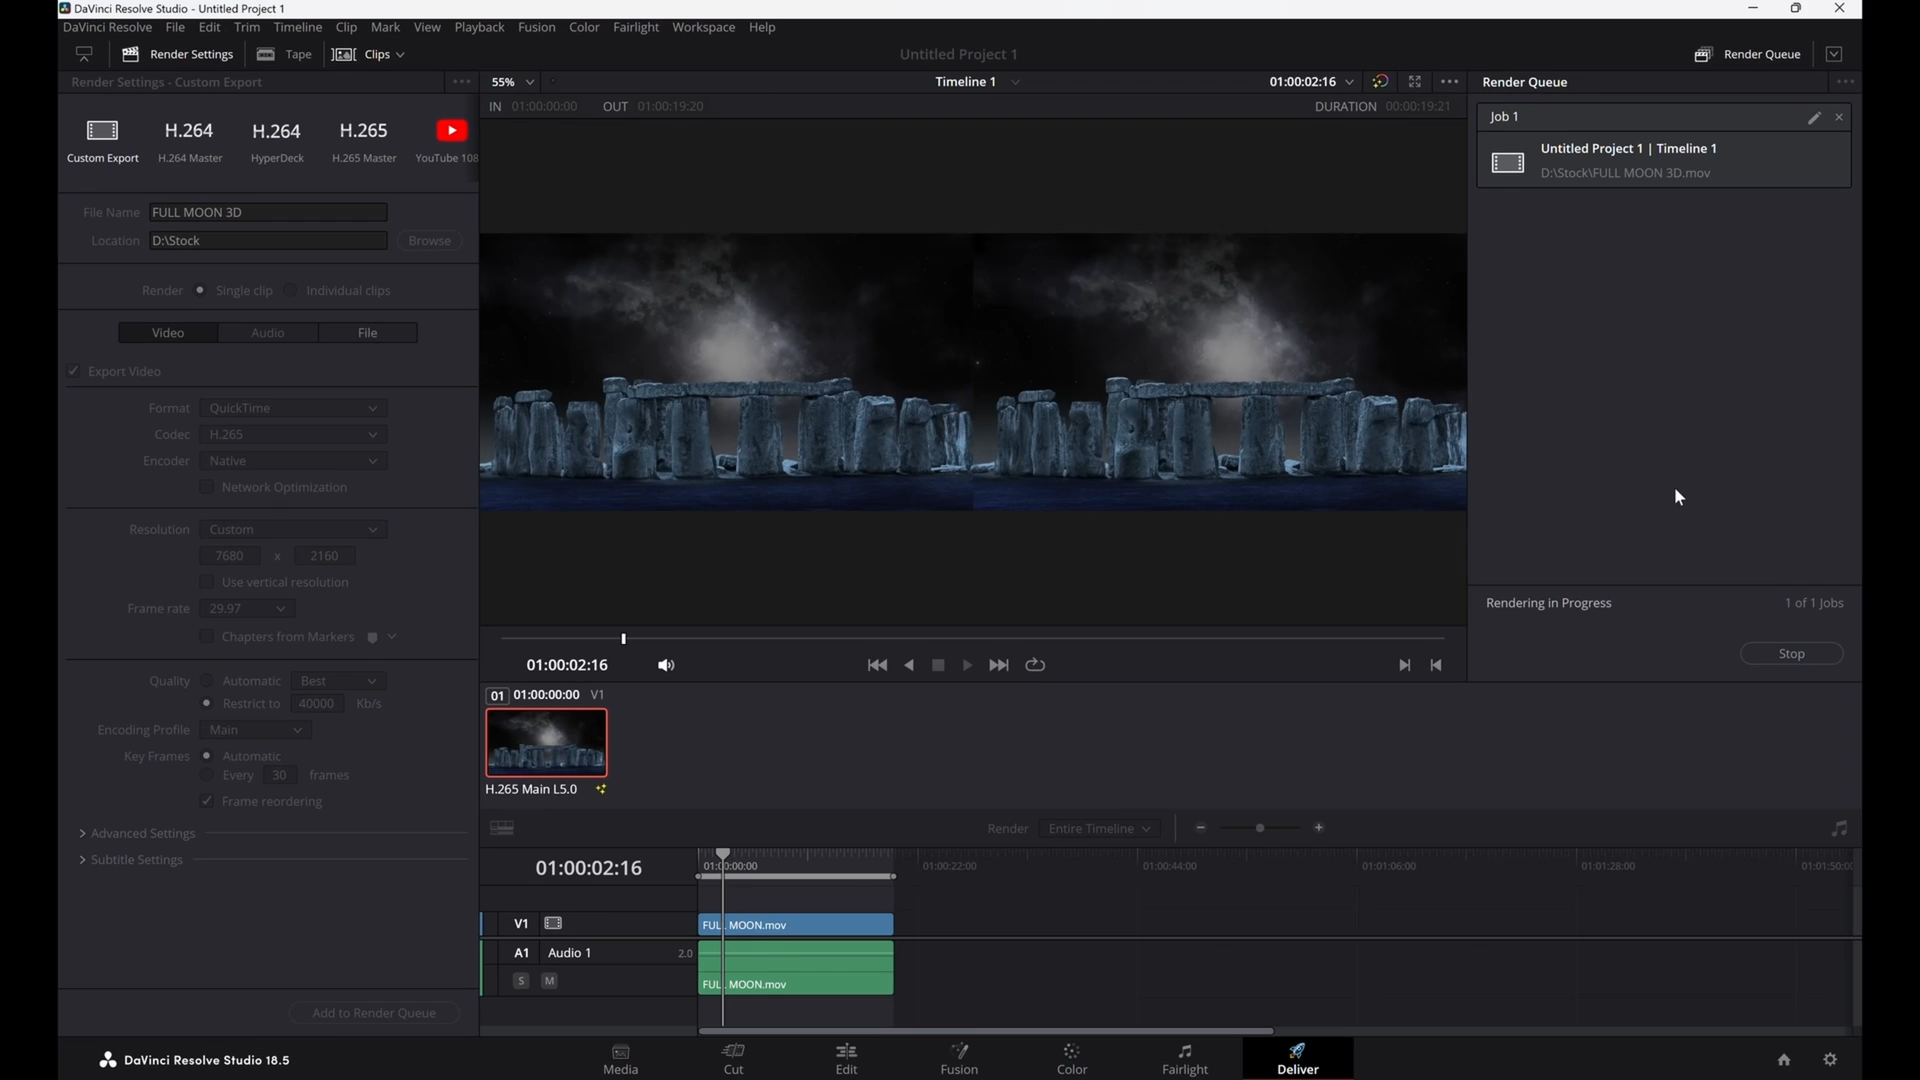 DaVinci Resolve Studio - Untitled Project 1
DaVinci Resolve File Edit Trim Timeline Clip Mark View Playback Fusion Color Fairlight Workspace Help
Render Settings Tape Clips Untitled Project 1 Render Queue
Render Settings - Custom Export
55% Timeline 1 01:00:02:16
Render Queue
IN 01:00:00:00 OUT 01:00:19:20 DURATION 00:00:19:21
H.264 H.264 H.265
Custom Export H.264 Master HyperDeck H.265 Master YouTube 108
Job 1
Untitled Project 1 | Timeline 1
D:\Stock\FULL MOON 3D.mov
File Name FULL MOON 3D
Location D:\Stock Browse
Render Single clip Individual clips
Video Audio File
Export Video
Format QuickTime
Codec H.265
Encoder Native
Network Optimization
Resolution Custom
7680 x 2160
Use vertical resolution
Frame rate 29.97
Chapters from Markers
Quality Automatic Best
Restrict to 40000 Kb/s
Encoding Profile Main
Key Frames Automatic
Every 30 frames
Frame reordering
Advanced Settings
Subtitle Settings
Add to Render Queue
Rendering in Progress 1 of 1 Jobs
Stop
01:00:02:16
01 01:00:00:00 V1
H.265 Main L5.0
Render Entire Timeline
01:00:02:16 01:00:00:00 01:00:22:00 01:00:44:00 01:01:06:00 01:01:28:00 01:01:50:00
V1 FULL MOON.mov
A1 Audio 1 2.0
S M FULL MOON.mov
DaVinci Resolve Studio 18.5
Media Cut Edit Fusion Color Fairlight Deliver